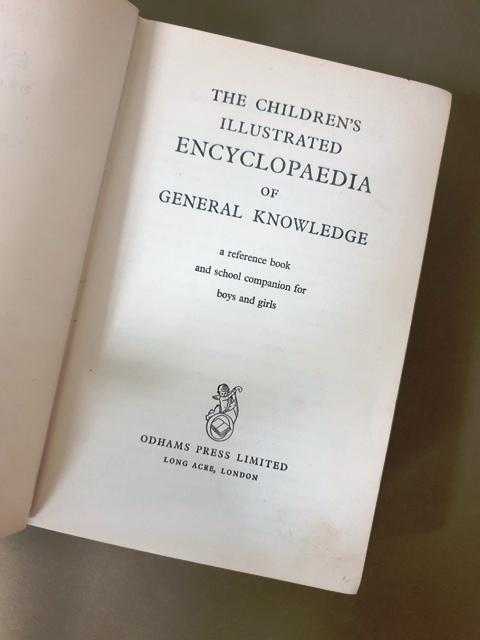 THE CHILDREN'S
ILLUSTRATED
ENCYCLOPAEDIA
OF
GENERAL KNOWLEDGE
a reference book
and school companion for
boys and girls
ODHAMS PRESS LIMITED
LONG ACRE, LONDON